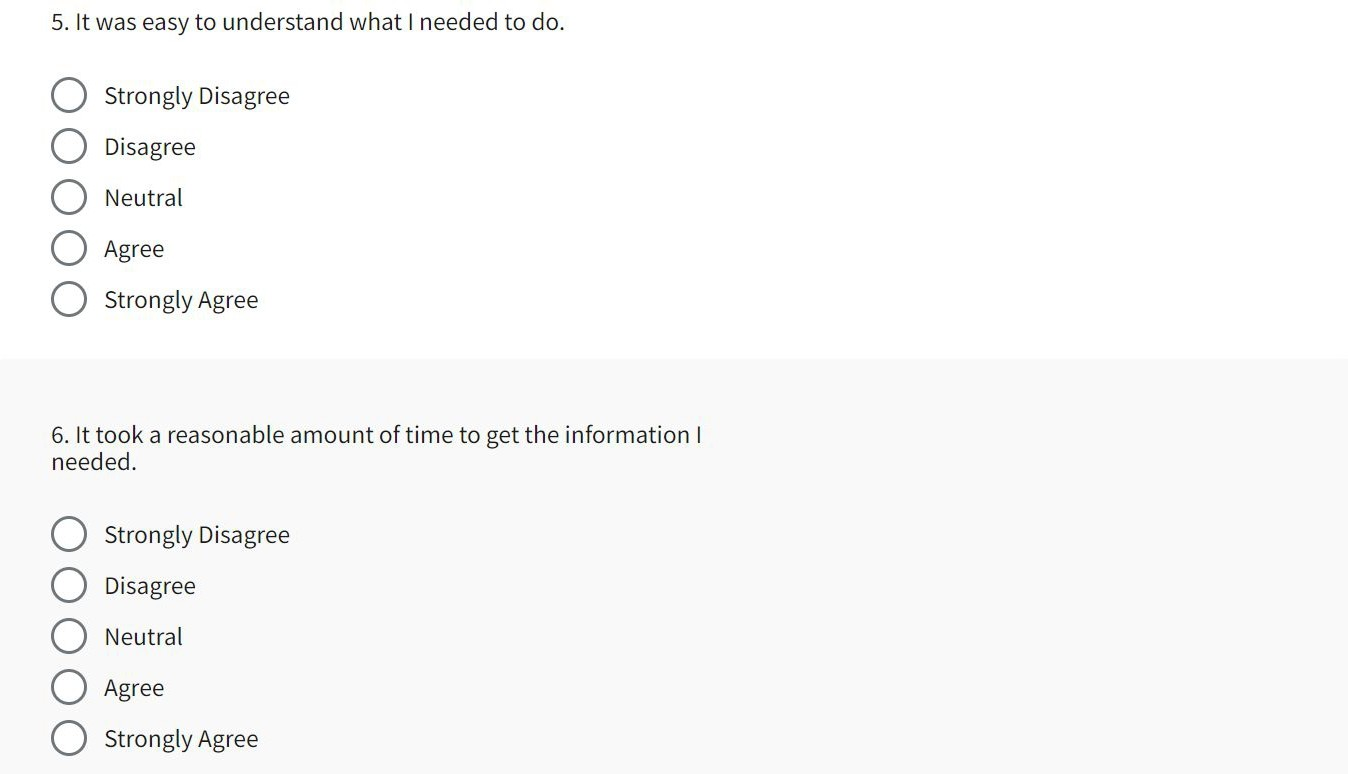 5. It was easy to understand what I needed to do.
Strongly Disagree
Disagree
Neutral
Agree
Strongly Agree
6. It took a reasonable amount of time to get the information I
needed.
Strongly Disagree
Disagree
Neutral
Agree
Strongly Agree